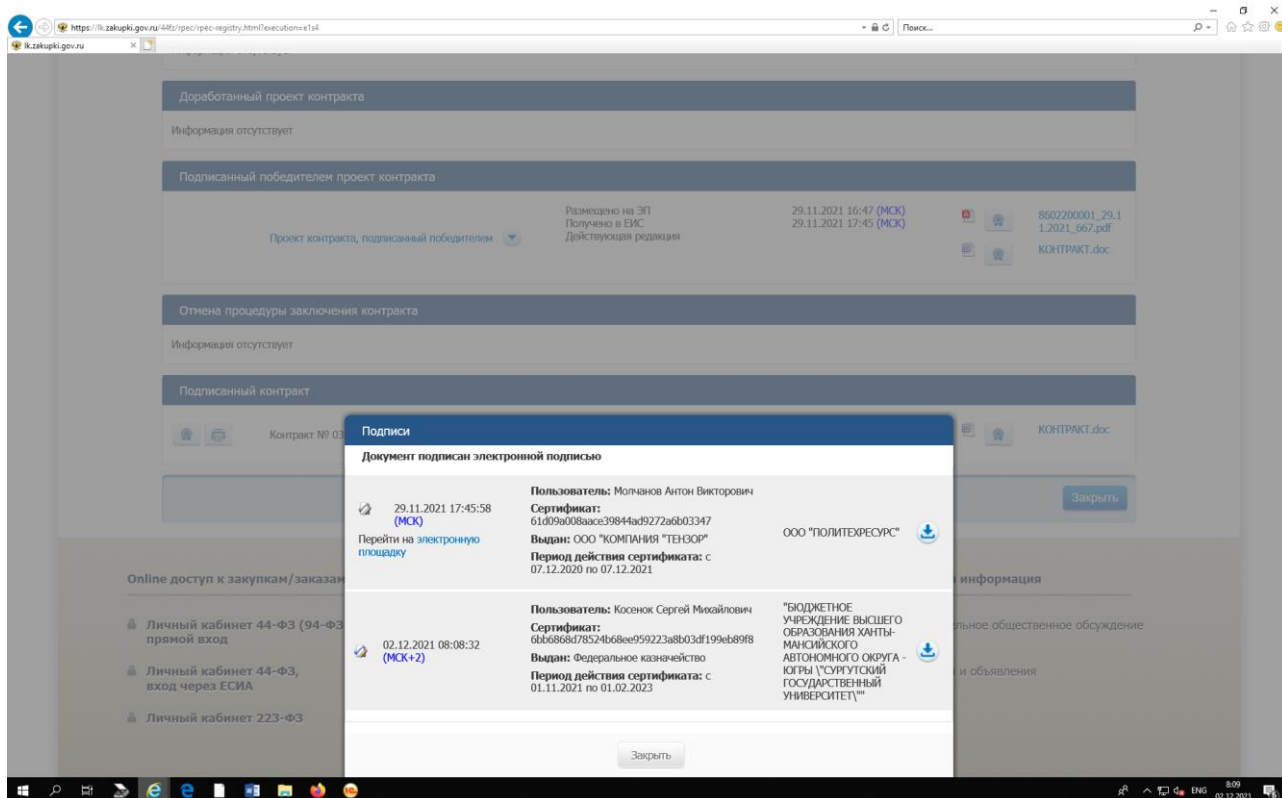 https://lk.zakupki.gov.ru/44fz/rpec/rpec-registry.html?execution=e1s4
Поиск...
lk.zakupki.gov.ru
Доработанный проект контракта
Информация отсутствует
Подписанный победителем проект контракта
Проект контракта, подписанный победителем
Размещено на ЭП
Получено в ЕИС
Действующая редакция
29.11.2021 16:47 (МСК)
29.11.2021 17:45 (МСК)
8602200001_29.1
1.2021_667.pdf
КОНТРАКТ.doc
Отмена процедуры заключения контракта
Информация отсутствует
Подписанный контракт
Контракт № 03
КОНТРАКТ.doc
Закрыть
Подписи
Документ подписан электронной подписью
29.11.2021 17:45:58
(МСК)
Перейти на электронную
площадку
Пользователь: Молчанов Антон Викторович
Сертификат:
61d09a008aace39844ad9272a6b03347
Выдан: ООО "КОМПАНИЯ "ТЕНЗОР"
Период действия сертификата: с
07.12.2020 по 07.12.2021
ООО "ПОЛИТЕХРЕСУРС"
02.12.2021 08:08:32
(МСК+2)
Пользователь: Косенок Сергей Михайлович
Сертификат:
6bb6868d78524b68ee959223a8b03df199eb89f8
Выдан: Федеральное казначейство
Период действия сертификата: с
01.11.2021 по 01.02.2023
"БЮДЖЕТНОЕ
УЧРЕЖДЕНИЕ ВЫСШЕГО
ОБРАЗОВАНИЯ ХАНТЫ-
МАНСИЙСКОГО
АВТОНОМНОГО ОКРУГА -
ЮГРЫ \"СУРГУТСКИЙ
ГОСУДАРСТВЕННЫЙ
УНИВЕРСИТЕТ\""
Закрыть
Online доступ к закупкам/заказам
Личный кабинет 44-ФЗ (94-ФЗ
прямой вход
Личный кабинет 44-ФЗ,
вход через ЕСИА
Личный кабинет 223-ФЗ
информация
льное общественное обсуждение
и объявления
ENG
8:09
02.12.2021